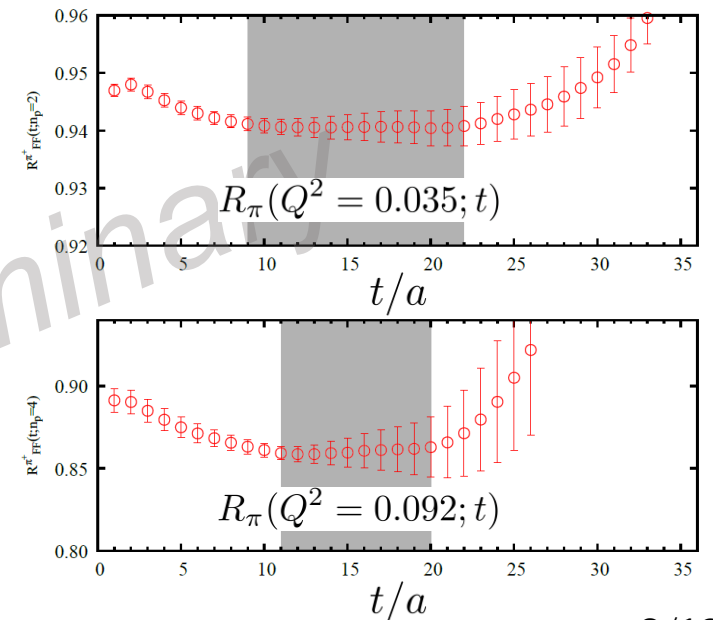 0.96
0.95
0.94
0.93
0.92
R^{π^+}_{FF}(t;n_p=2)
R_π(Q^2 = 0.035; t)
0 5 10 15 20 25 30 35
t/a
minary
0.90
0.85
0.80
R^{π^+}_{FF}(t;n_p=4)
R_π(Q^2 = 0.092; t)
0 5 10 15 20 25 30 35
t/a